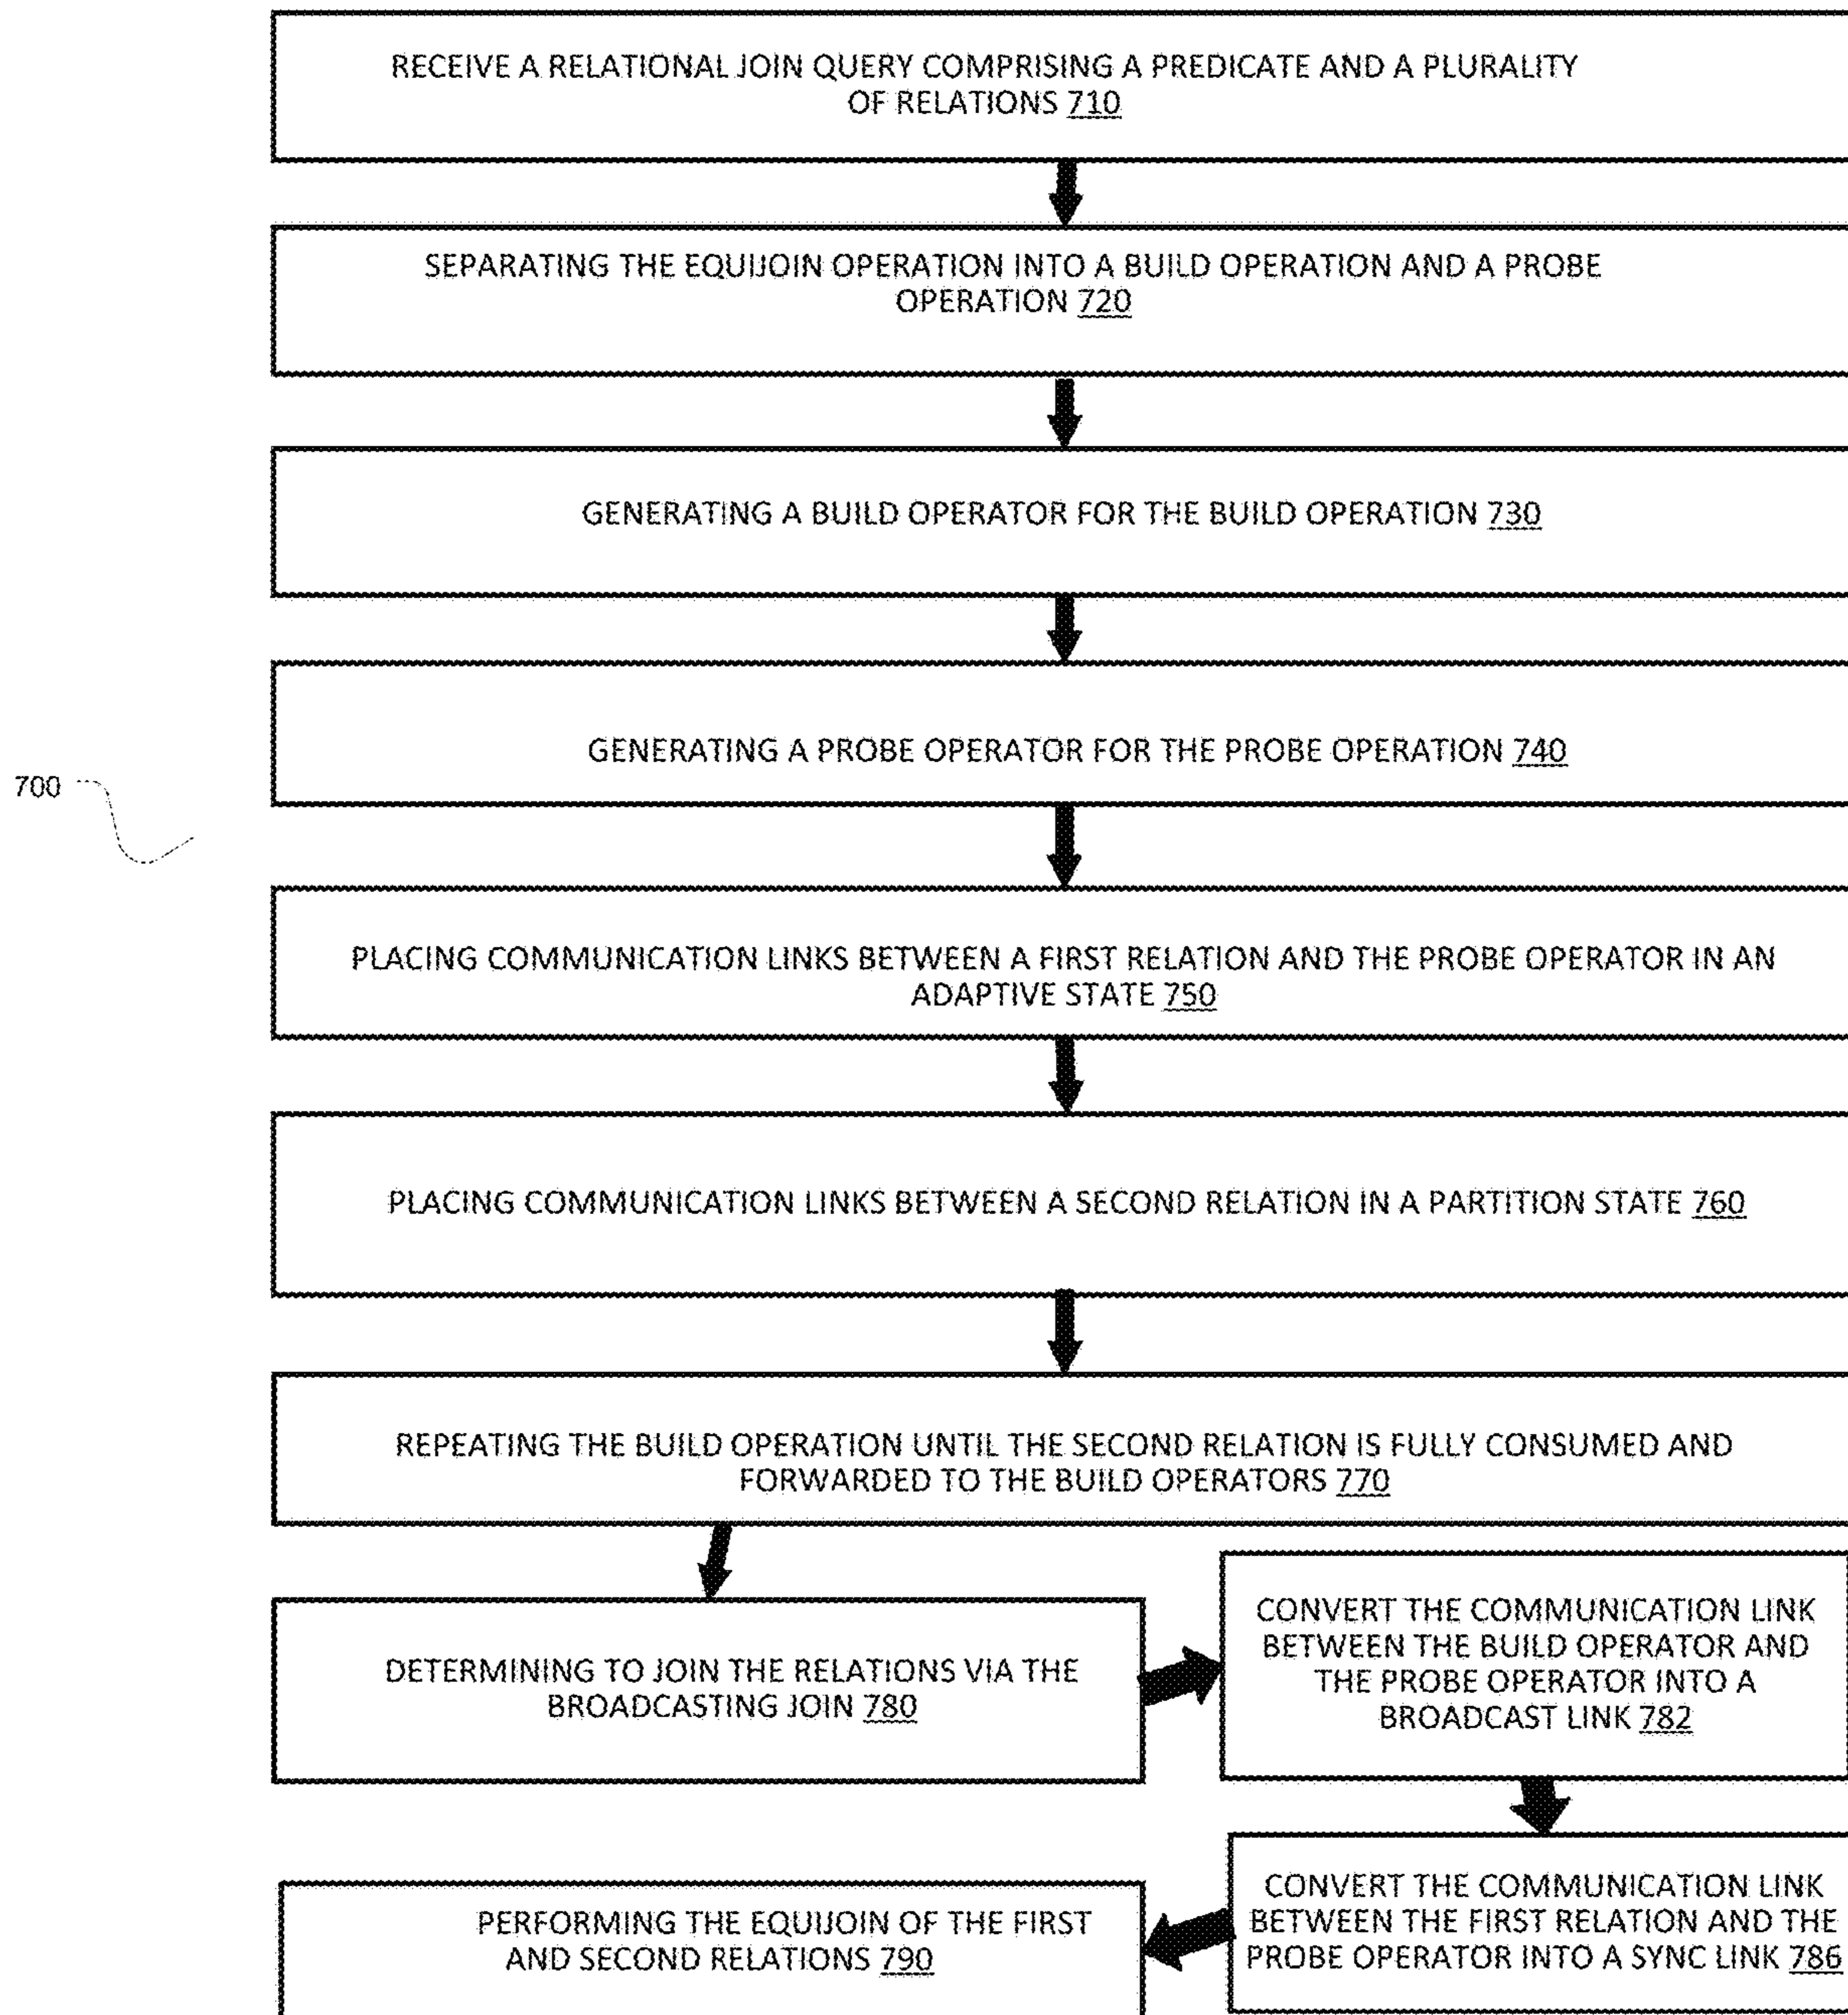 RECEIVE A RELATIONAL JOIN QUERY COMPRISING A PREDICATE AND A PLURALITY
OF RELATIONS 710
SEPARATING THE EQUIJOIN OPERATION INTO A BUILD OPERATION AND A PROBE
OPERATION 720
GENERATING A BUILD OPERATOR FOR THE BUILD OPERATION 730
GENERATING A PROBE OPERATOR FOR THE PROBE OPERATION 740
700
PLACING COMMUNICATION LINKS BETWEEN A FIRST RELATION AND THE PROBE OPERATOR IN AN
ADAPTIVE STATE 750
PLACING COMMUNICATION LINKS BETWEEN A SECOND RELATION IN A PARTITION STATE 760
REPEATING THE BUILD OPERATION UNTIL THE SECOND RELATION IS FULLY CONSUMED AND
FORWARDED TO THE BUILD OPERATORS 770
DETERMINING TO JOIN THE RELATIONS VIA THE
BROADCASTING JOIN 780
CONVERT THE COMMUNICATION LINK
BETWEEN THE BUILD OPERATOR AND
THE PROBE OPERATOR INTO A
BROADCAST LINK 782
CONVERT THE COMMUNICATION LINK
BETWEEN THE FIRST RELATION AND THE
PROBE OPERATOR INTO A SYNC LINK 786
PERFORMING THE EQUIJOIN OF THE FIRST
AND SECOND RELATIONS 790